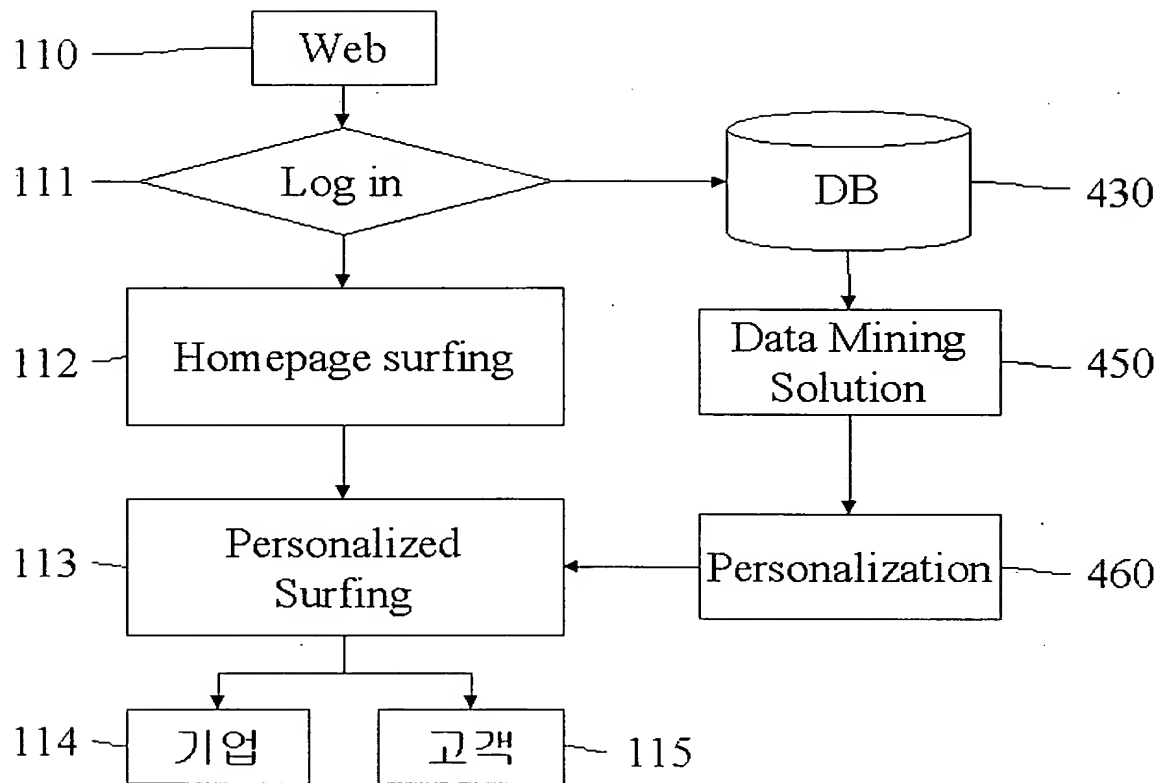 110
Web
111
Log in
DB
430
112
Homepage surfing
Data Mining
Solution
450
113
Personalized
Surfing
Personalization
460
114
기업
고객
115